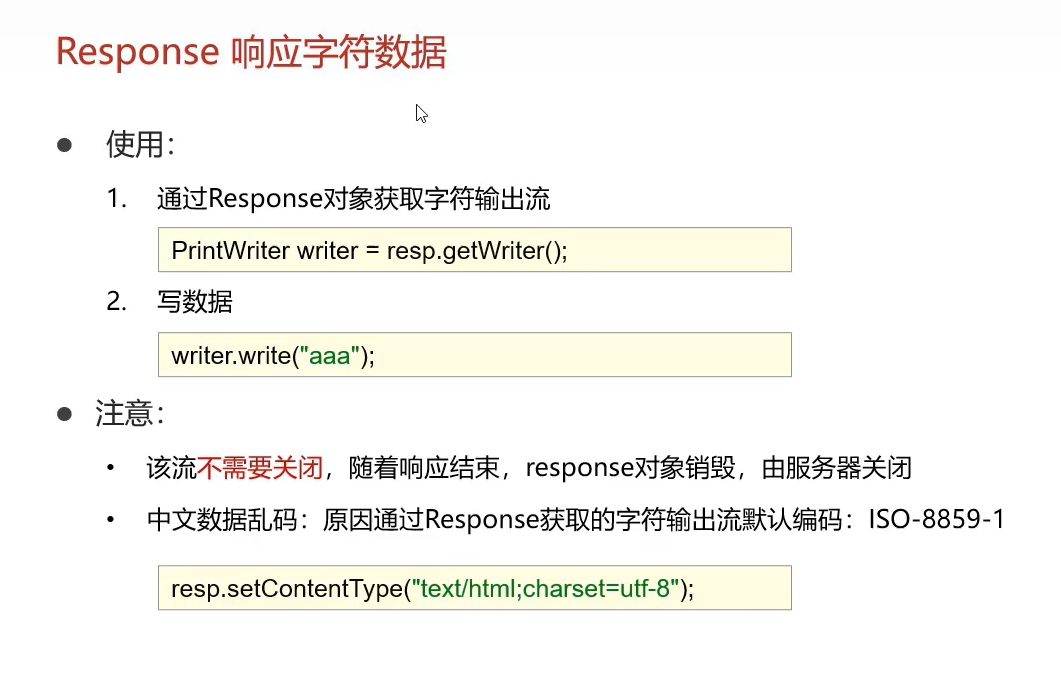 Response 响应字符数据
● 使用：
1. 通过Response对象获取字符输出流
PrintWriter writer = resp.getWriter();
2. 写数据
writer.write("aaa");
● 注意：
• 该流不需要关闭，随着响应结束，response对象销毁，由服务器关闭
• 中文数据乱码：原因通过Response获取的字符输出流默认编码：ISO-8859-1
resp.setContentType("text/html;charset=utf-8");